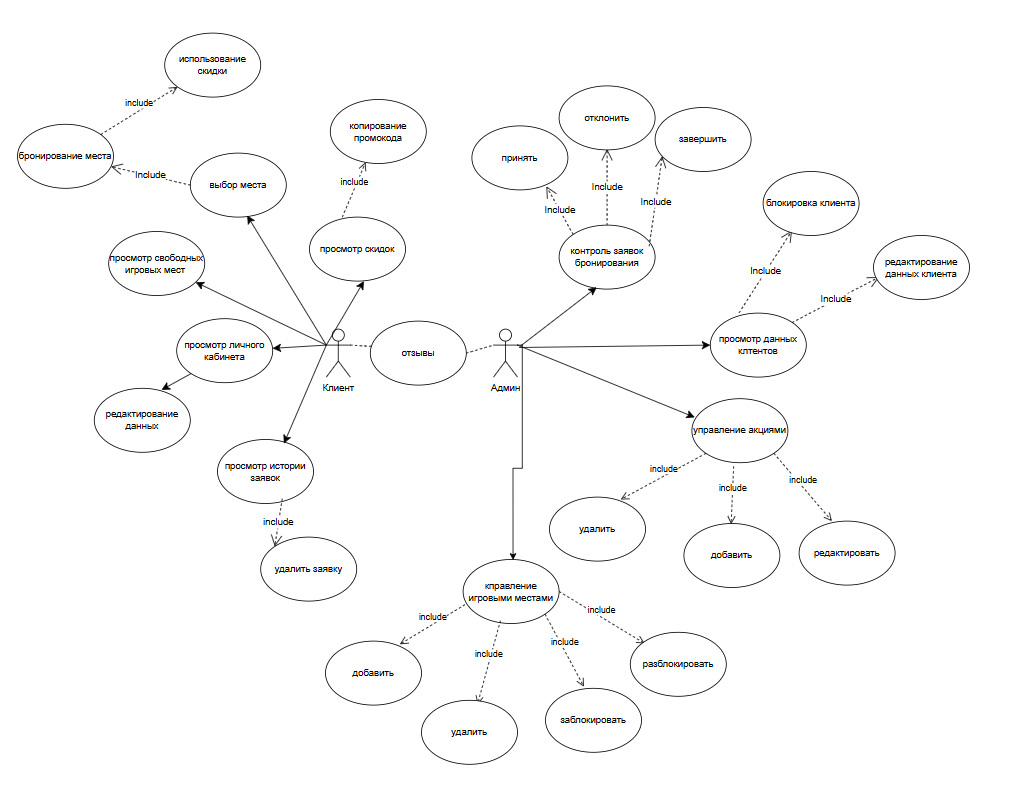 использование
скидки
include
бронирование места
Include
выбор места
копирование
промокода
include
просмотр скидок
просмотр свободных
игровых мест
просмотр личного
кабинета
редактирование
данных
Клиент
отзывы
Админ
просмотр истории
заявок
include
удалить заявку
отклонить
завершить
принять
Include
Include
Include
контроль заявок
бронирования
блокировка клиента
редактирование
данных клиента
Include
Include
просмотр данных
клтентов
управление акциями
include
include
include
удалить
добавить
редактировать
кправление
игровыми местами
include
include
include
include
добавить
удалить
заблокировать
разблокировать